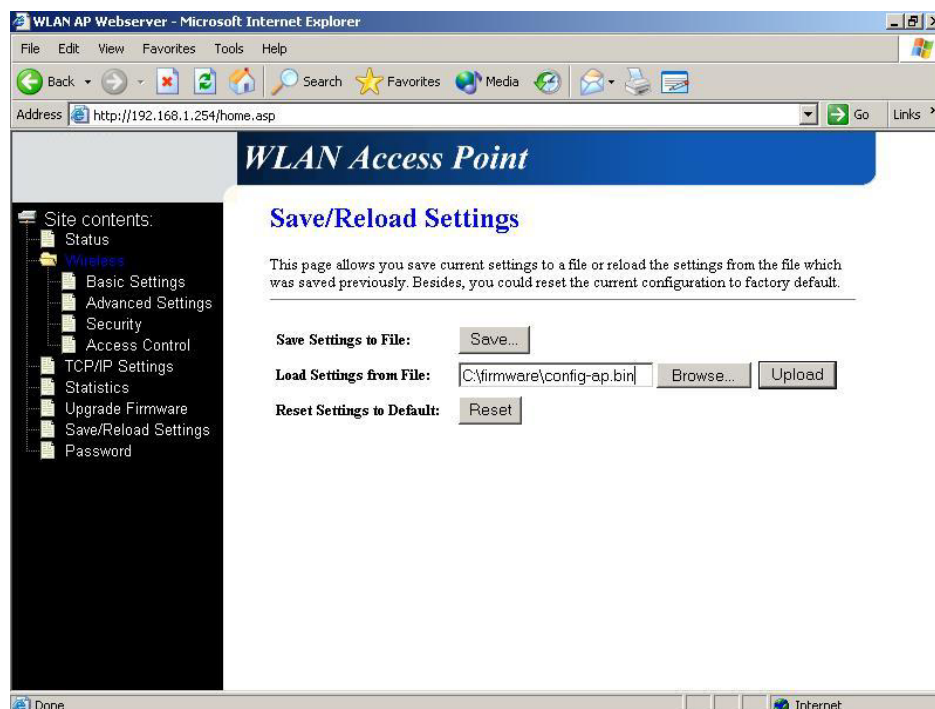 WLAN AP Webserver - Microsoft Internet Explorer
File Edit View Favorites Tools Help
Back Search Favorites Media
Address http://192.168.1.254/home.asp Go Links
WLAN Access Point
Site contents:
Status
Wireless
Basic Settings
Advanced Settings
Security
Access Control
TCP/IP Settings
Statistics
Upgrade Firmware
Save/Reload Settings
Password
Save/Reload Settings
This page allows you save current settings to a file or reload the settings from the file which
was saved previously. Besides, you could reset the current configuration to factory default.
Save Settings to File: Save...
Load Settings from File: C:\firmware\config-ap.bin Browse... Upload
Reset Settings to Default: Reset
Done Internet